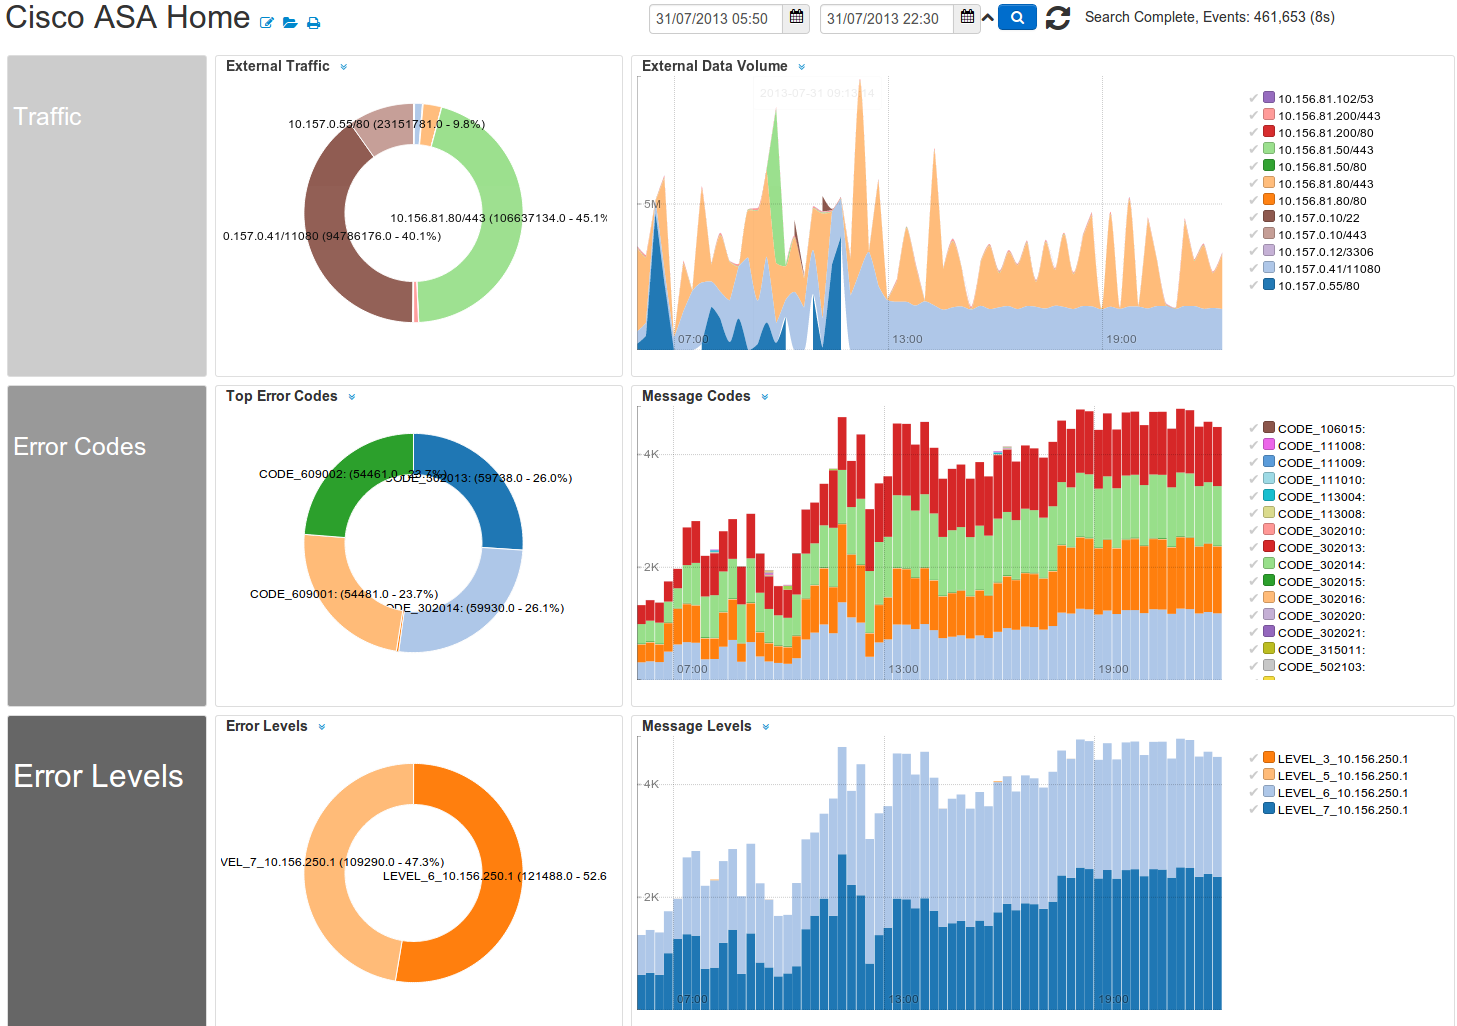 Cisco ASA Home
31/07/2013 05:50
31/07/2013 22:30
Search Complete, Events: 461,653 (8s)
Traffic
External Traffic
10.157.0.55/80 (23151781.0 - 9.8%)
10.156.81.80/443 (106637134.0 - 45.1%
0.157.0.41/11080 (94786176.0 - 40.1%)
External Data Volume
2013-07-31 09:13:14
5M
07:00
13:00
19:00
10.156.81.102/53
10.156.81.200/443
10.156.81.200/80
10.156.81.50/443
10.156.81.50/80
10.156.81.80/443
10.156.81.80/80
10.157.0.10/22
10.157.0.10/443
10.157.0.12/3306
10.157.0.41/11080
10.157.0.55/80
Error Codes
Top Error Codes
CODE_609002: (54461.0 - 23.7%)
CODE_302013: (59738.0 - 26.0%)
CODE_609001: (54481.0 - 23.7%)
CODE_302014: (59930.0 - 26.1%)
Message Codes
4K
2K
07:00
13:00
19:00
CODE_106015:
CODE_111008:
CODE_111009:
CODE_111010:
CODE_113004:
CODE_113008:
CODE_302010:
CODE_302013:
CODE_302014:
CODE_302015:
CODE_302016:
CODE_302020:
CODE_302021:
CODE_315011:
CODE_502103:
Error Levels
Error Levels
VEL_7_10.156.250.1 (109290.0 - 47.3%)
LEVEL_6_10.156.250.1 (121488.0 - 52.6
Message Levels
4K
2K
07:00
13:00
19:00
LEVEL_3_10.156.250.1
LEVEL_5_10.156.250.1
LEVEL_6_10.156.250.1
LEVEL_7_10.156.250.1